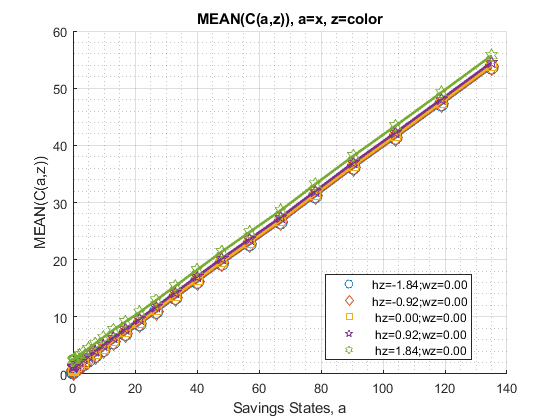 MEAN(C(a,z)), a=x, z=color
MEAN(C(a,z))
60
50
40
30
20
10
0
0
20
40
60
80
100
120
140
Savings States, a
hz=-1.84;wz=0.00
hz=-0.92;wz=0.00
hz=0.00;wz=0.00
hz=0.92;wz=0.00
hz=1.84;wz=0.00